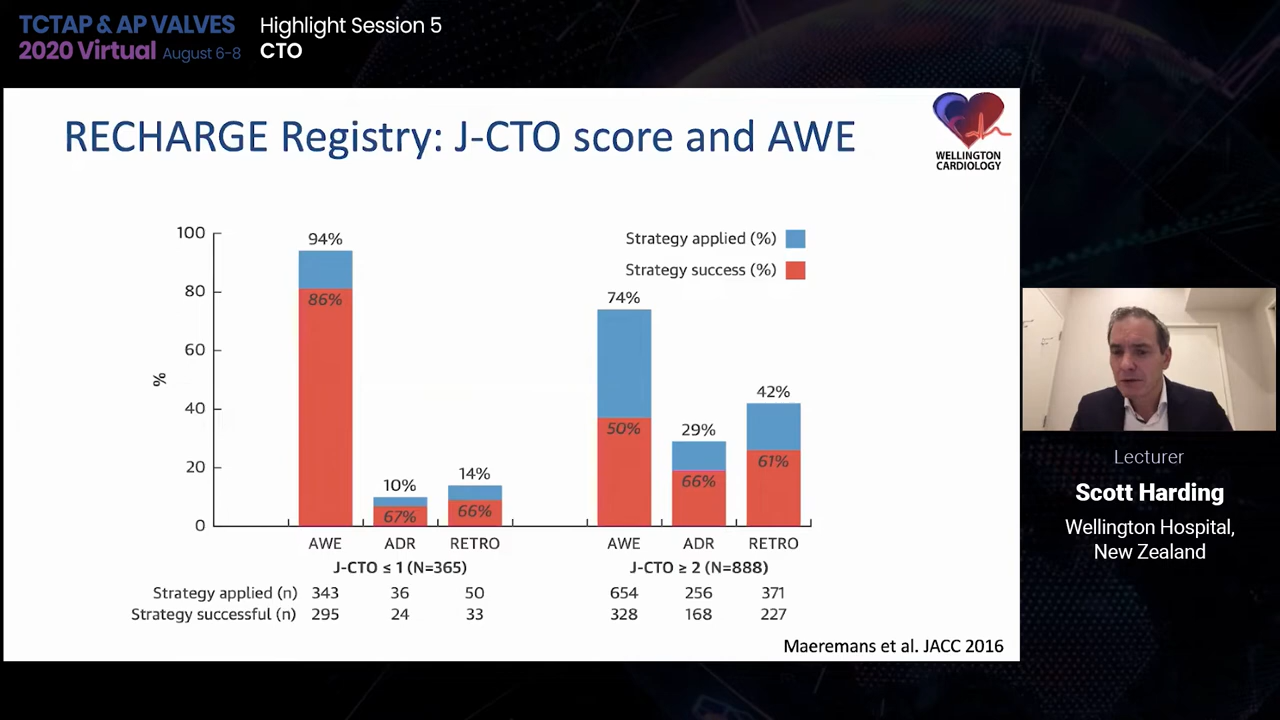 TCTAP & AP VALVES
2020 Virtual August 6-8
Highlight Session 5
CTO
RECHARGE Registry: J-CTO score and AWE
WELLINGTON
CARDIOLOGY
Strategy applied (%)
Strategy success (%)
%
100
80
60
40
20
0
94%
86%
10%
67%
14%
66%
74%
50%
29%
66%
42%
61%
AWE ADR RETRO AWE ADR RETRO
J-CTO ≤ 1 (N=365) J-CTO ≥ 2 (N=888)
Strategy applied (n) 343 36 50 654 256 371
Strategy successful (n) 295 24 33 328 168 227
Maeremans et al. JACC 2016
Lecturer
Scott Harding
Wellington Hospital,
New Zealand